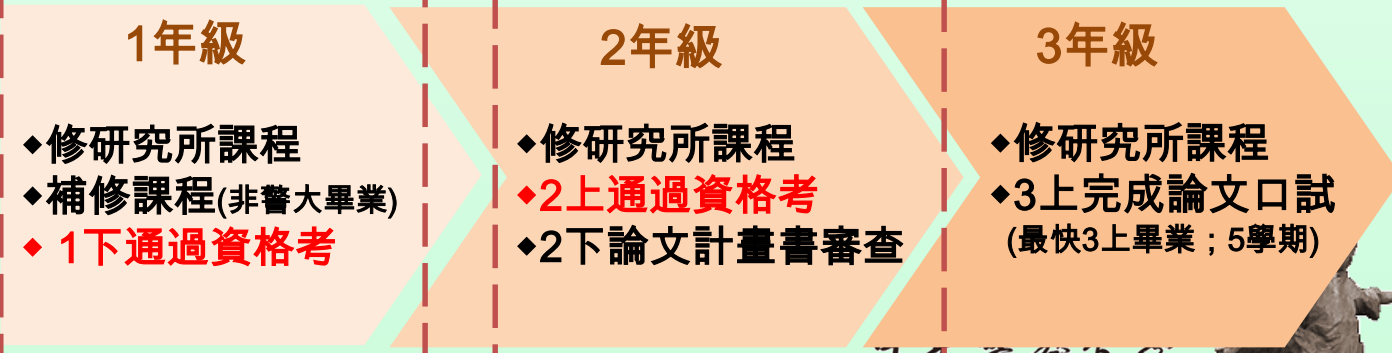 1年級
◆修研究所課程
◆補修課程(非警大畢業)
◆ 1下通過資格考
2年級
◆修研究所課程
◆2上通過資格考
◆2下論文計畫書審查
3年級
◆修研究所課程
◆3上完成論文口試
(最快3上畢業；5學期)